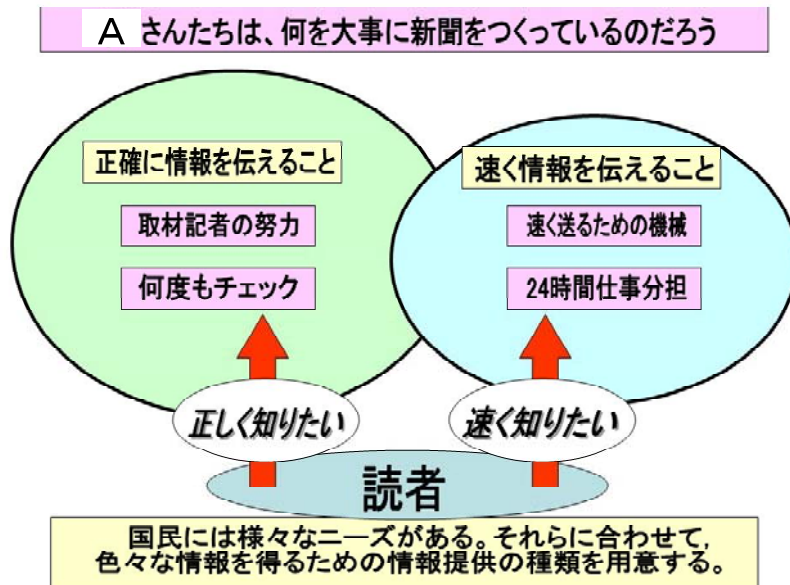 A さんたちは、何を大事に新聞をつくっているのだろう
正確に情報を伝えること
取材記者の努力
何度もチェック
速く情報を伝えること
速く送るための機械
24時間仕事分担
正しく知りたい
速く知りたい
読者
国民には様々なニーズがある。それらに合わせて,
色々な情報を得るための情報提供の種類を用意する。